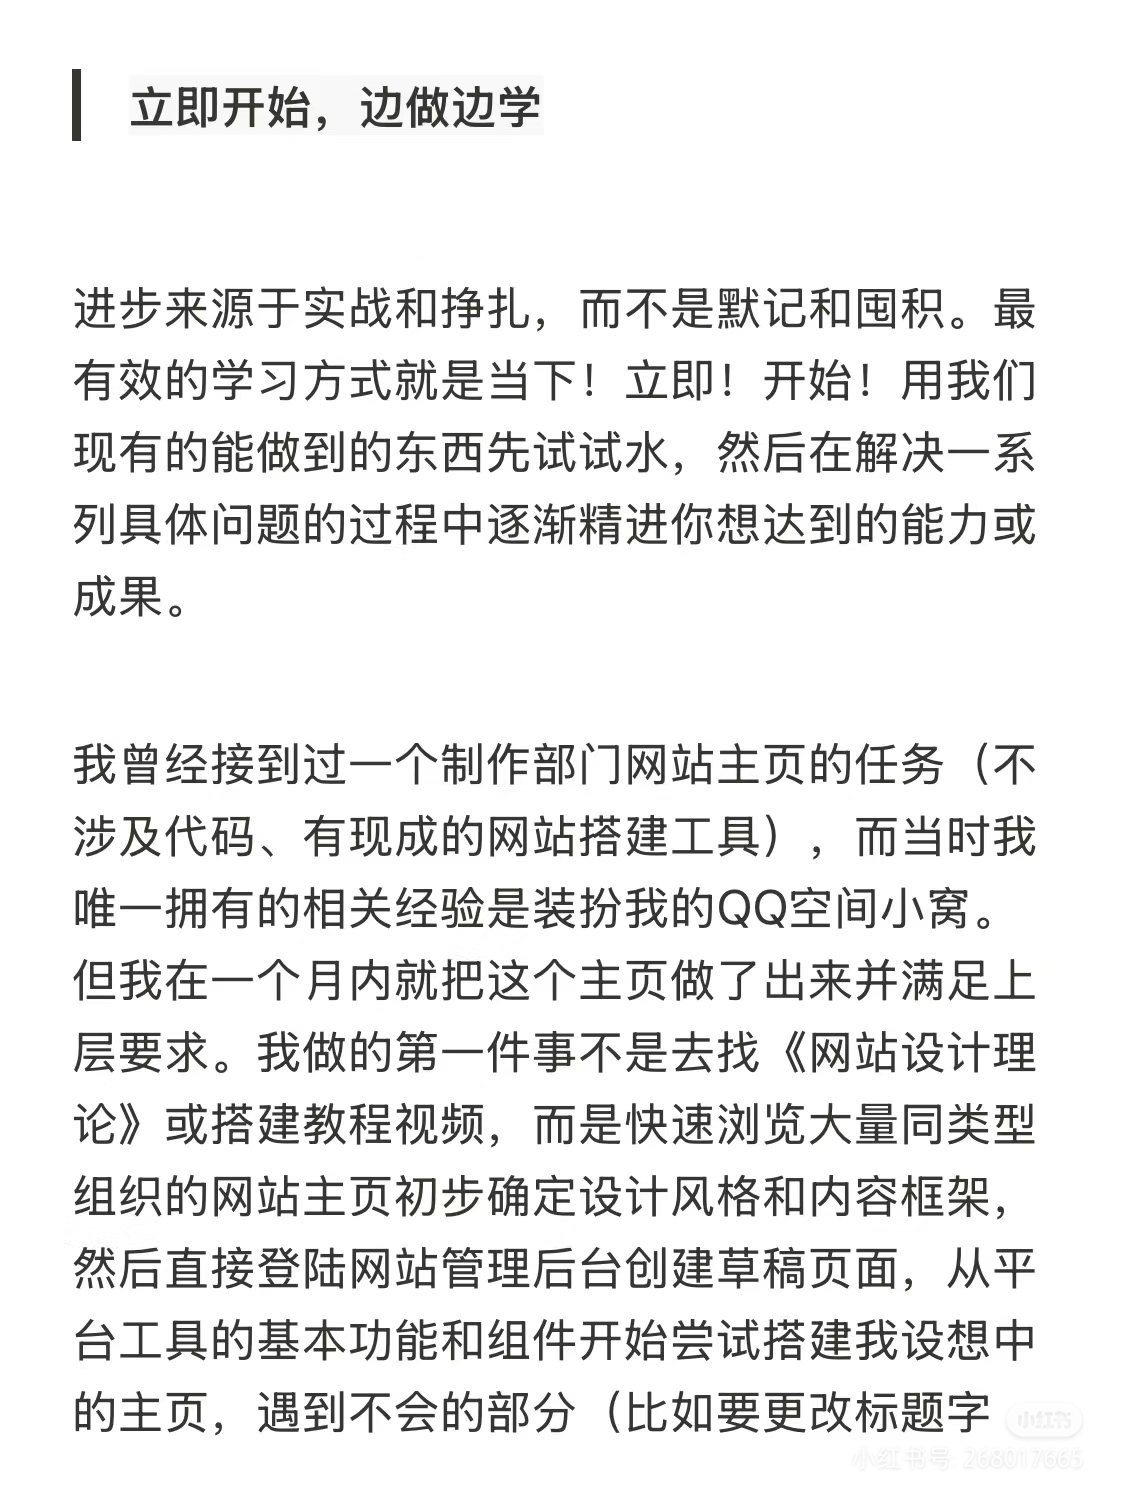 立即开始，边做边学
进步来源于实战和挣扎，而不是默记和囤积。最
有效的学习方式就是当下！立即！开始！用我们
现有的能做到的东西先试试水，然后在解决一系
列具体问题的过程中逐渐精进你想达到的能力或
成果。
我曾经接到过一个制作部门网站主页的任务（不
涉及代码、有现成的网站搭建工具），而当时我
唯一拥有的相关经验是装扮我的QQ空间小窝。
但我在一个月内就把这个主页做了出来并满足上
层要求。我做的第一件事不是去找《网站设计理
论》或搭建教程视频，而是快速浏览大量同类型
组织的网站主页初步确定设计风格和内容框架，
然后直接登陆网站管理后台创建草稿页面，从平
台工具的基本功能和组件开始尝试搭建我设想中
的主页，遇到不会的部分（比如要更改标题字
小红书
小红书号: 268017665